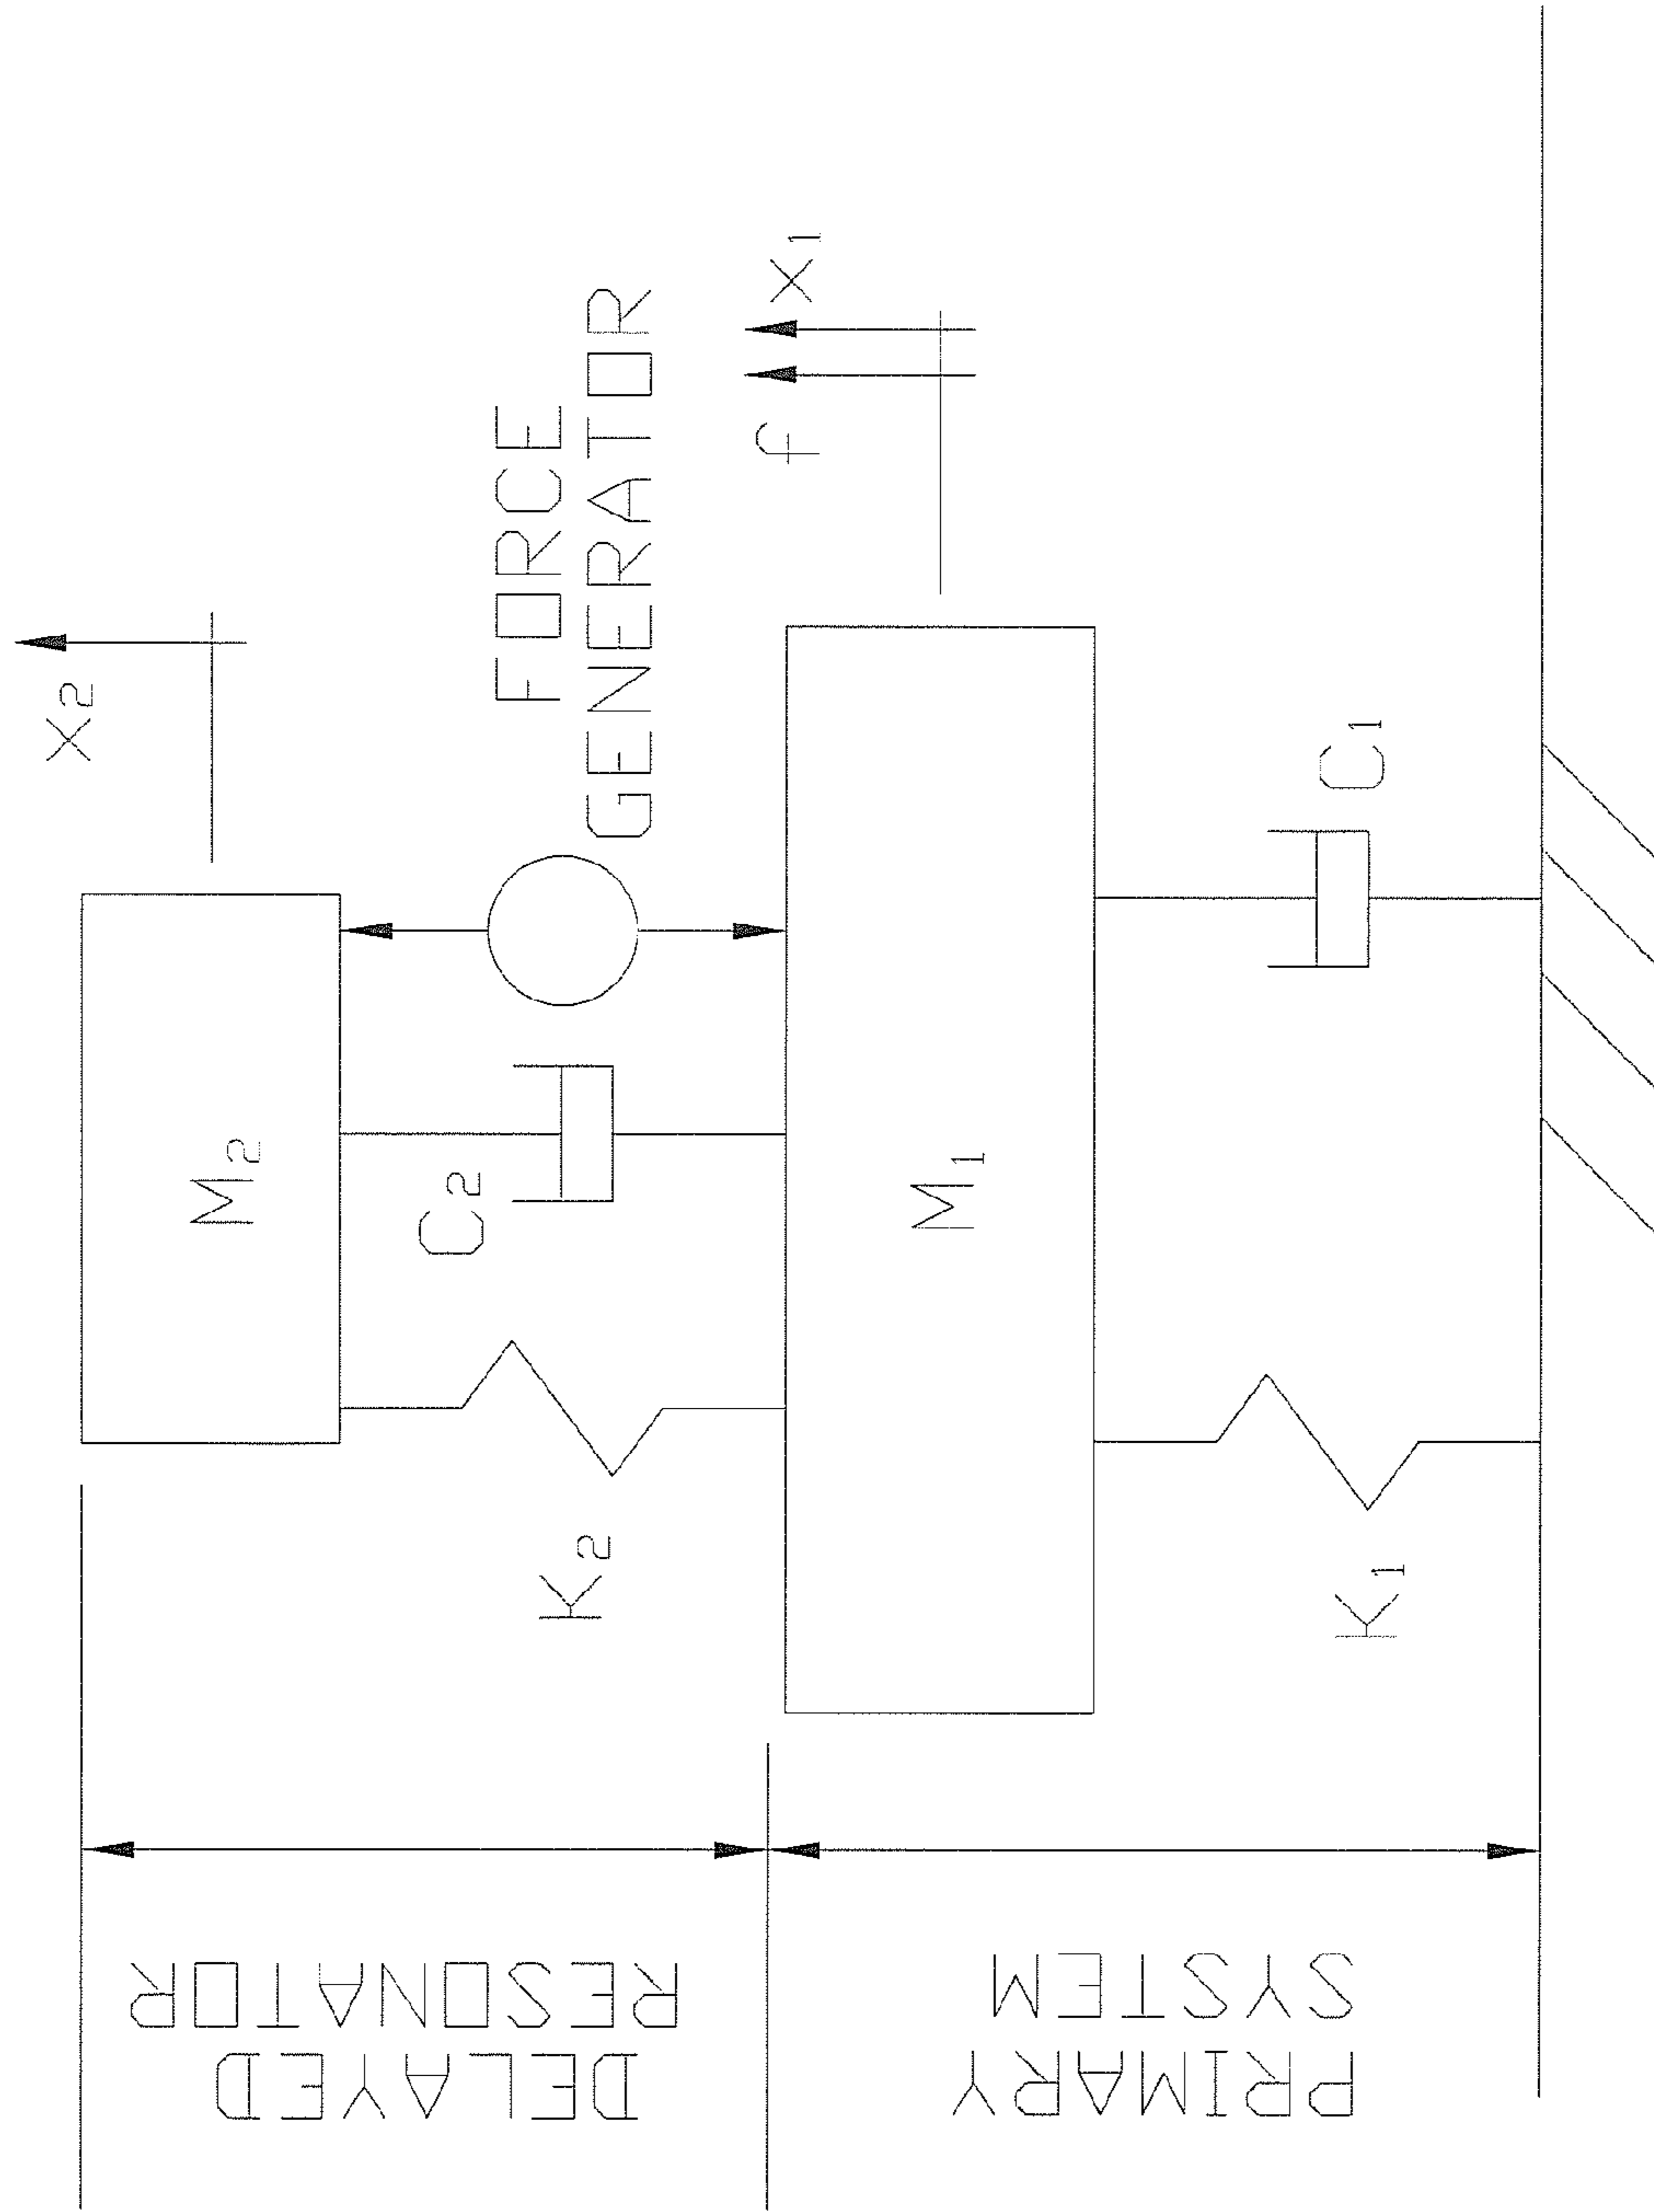 X₂
M₂
C₂
K₂
FORCE
GENERATOR
f
X₁
M₁
C₁
K₁
DELAYED
RESONATOR
PRIMARY
SYSTEM